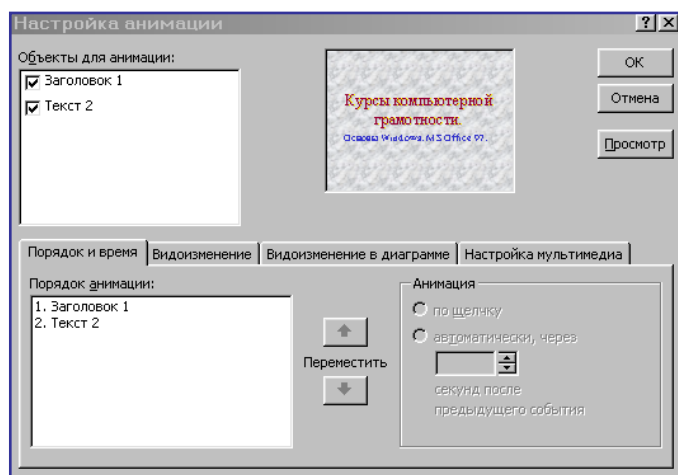 Настройка анимации
Объекты для анимации:
Заголовок 1
Текст 2
Курсы компьютерной
грамотности.
Основы Windows. MS Office 97.
ОК
Отмена
Просмотр
Порядок и время
Видоизменение
Видоизменение в диаграмме
Настройка мультимедиа
Порядок анимации:
1. Заголовок 1
2. Текст 2
Переместить
Анимация
по щелчку
автоматически, через
секунд после
предыдущего события